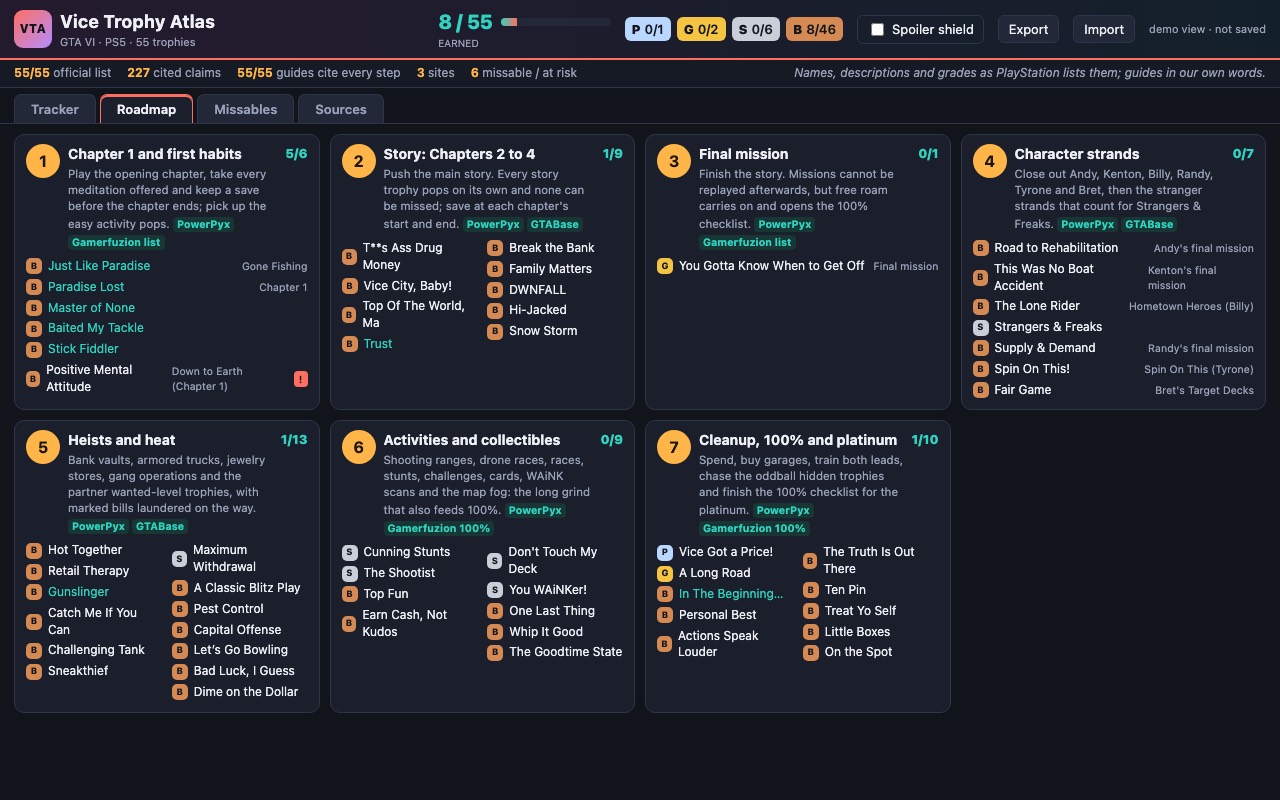 VTA
Vice Trophy Atlas
GTA VI · PS5 · 55 trophies
8 / 55
EARNED
P 0/1
G 0/2
S 0/6
B 8/46
Spoiler shield
Export
Import
demo view · not saved
55/55 official list
227 cited claims
55/55 guides cite every step
3 sites
6 missable / at risk
Names, descriptions and grades as PlayStation lists them; guides in our own words.
Tracker
Roadmap
Missables
Sources
1
Chapter 1 and first habits
5/6
Play the opening chapter, take every
meditation offered and keep a save
before the chapter ends; pick up the
easy activity pops. PowerPyx
Gamerfuzion list
B Just Like Paradise Gone Fishing
B Paradise Lost Chapter 1
B Master of None
B Baited My Tackle
B Stick Fiddler
B Positive Mental
Attitude
Down to Earth
(Chapter 1)
!
2
Story: Chapters 2 to 4
1/9
Push the main story. Every story
trophy pops on its own and none can
be missed; save at each chapter's
start and end. PowerPyx GTABase
B T**s Ass Drug
Money
B Vice City, Baby!
B Top Of The World,
Ma
B Trust
B Break the Bank
B Family Matters
B DWNFALL
B Hi-Jacked
B Snow Storm
3
Final mission
0/1
Finish the story. Missions cannot be
replayed afterwards, but free roam
carries on and opens the 100%
checklist. PowerPyx
Gamerfuzion list
G You Gotta Know When to Get Off Final mission
4
Character strands
0/7
Close out Andy, Kenton, Billy, Randy,
Tyrone and Bret, then the stranger
strands that count for Strangers &
Freaks. PowerPyx GTABase
B Road to Rehabilitation Andy's final mission
B This Was No Boat
Accident
Kenton's final
mission
B The Lone Rider Hometown Heroes (Billy)
S Strangers & Freaks
B Supply & Demand Randy's final mission
B Spin On This! Spin On This (Tyrone)
B Fair Game Bret's Target Decks
5
Heists and heat
1/13
Bank vaults, armored trucks, jewelry
stores, gang operations and the
partner wanted-level trophies, with
marked bills laundered on the way.
PowerPyx GTABase
B Hot Together
B Retail Therapy
B Gunslinger
B Catch Me If You
Can
B Challenging Tank
B Sneakthief
S Maximum
Withdrawal
B A Classic Blitz Play
B Pest Control
B Capital Offense
B Let's Go Bowling
B Bad Luck, I Guess
B Dime on the Dollar
6
Activities and collectibles
0/9
Shooting ranges, drone races, races,
stunts, challenges, cards, WAiNK
scans and the map fog: the long grind
that also feeds 100%. PowerPyx
Gamerfuzion 100%
S Cunning Stunts
S The Shootist
B Top Fun
B Earn Cash, Not
Kudos
S Don't Touch My
Deck
S You WAiNKer!
B One Last Thing
B Whip It Good
B The Goodtime State
7
Cleanup, 100% and platinum
1/10
Spend, buy garages, train both leads,
chase the oddball hidden trophies
and finish the 100% checklist for the
platinum. PowerPyx
Gamerfuzion 100%
P Vice Got a Price!
G A Long Road
B In The Beginning...
B Personal Best
B Actions Speak
Louder
B The Truth Is Out
There
B Ten Pin
B Treat Yo Self
B Little Boxes
B On the Spot